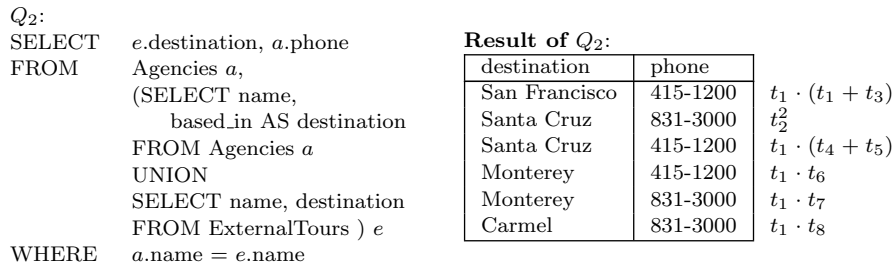 Q₂:
SELECT e.destination, a.phone
FROM Agencies a,
(SELECT name,
based_in AS destination
FROM Agencies a
UNION
SELECT name, destination
FROM ExternalTours ) e
WHERE a.name = e.name
Result of Q₂:
destination phone
San Francisco 415-1200 t₁ · (t₁ + t₃)
Santa Cruz 831-3000 t₂²
Santa Cruz 415-1200 t₁ · (t₄ + t₅)
Monterey 415-1200 t₁ · t₆
Monterey 831-3000 t₁ · t₇
Carmel 831-3000 t₁ · t₈